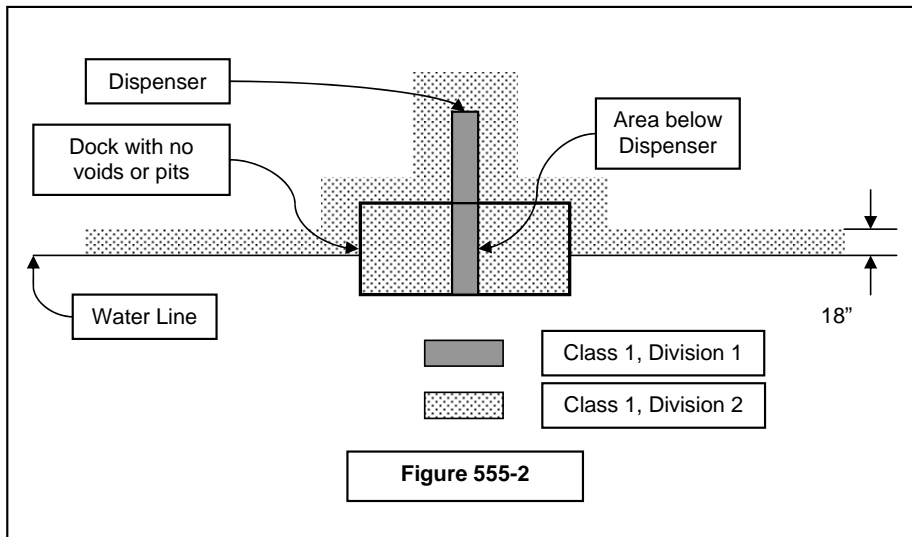 Dispenser
Area below
Dispenser
Dock with no
voids or pits
Water Line
18”
Class 1, Division 1
Class 1, Division 2
Figure 555-2